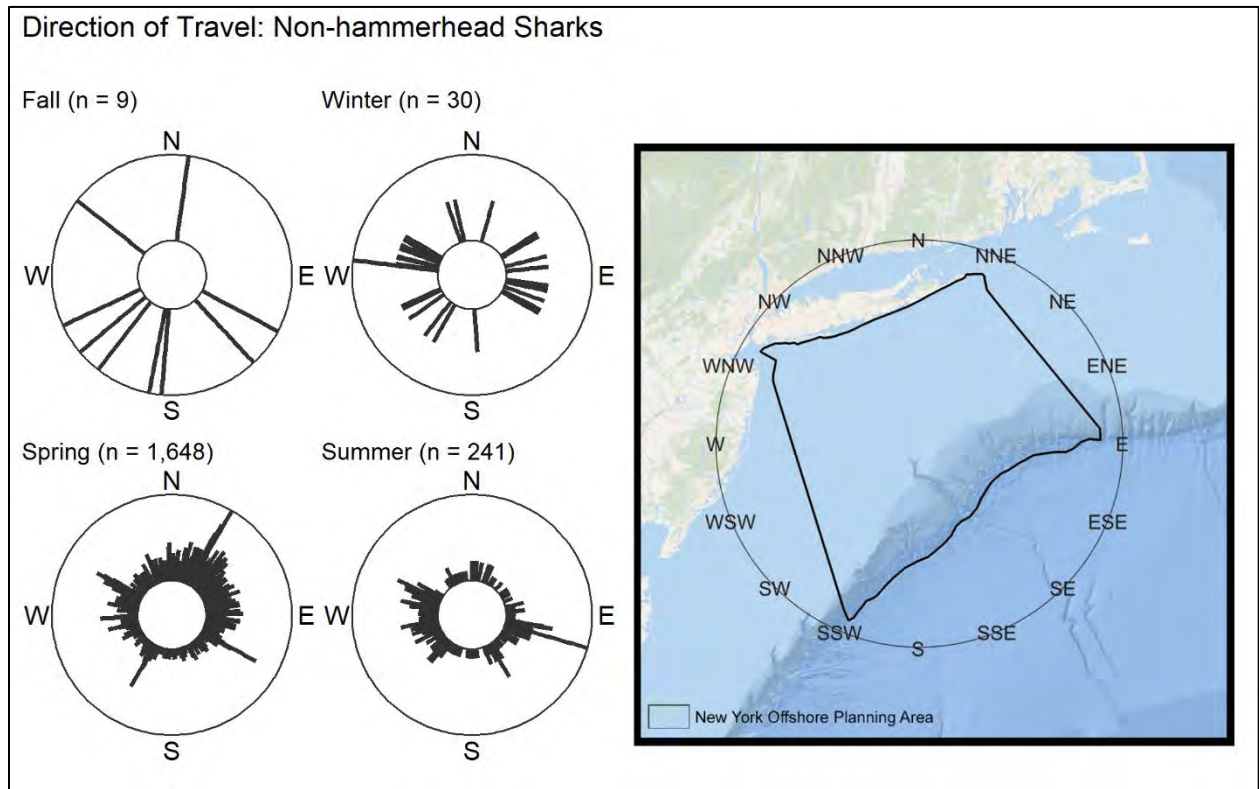 Direction of Travel: Non-hammerhead Sharks
Fall (n = 9)
N
W
E
S
Winter (n = 30)
N
W
E
S
Spring (n = 1,648)
N
W
E
S
Summer (n = 241)
N
W
E
S
N
NNW
NNE
NW
NE
WNW
ENE
W
E
WSW
ESE
SW
SE
SSW
SSE
S
New York Offshore Planning Area